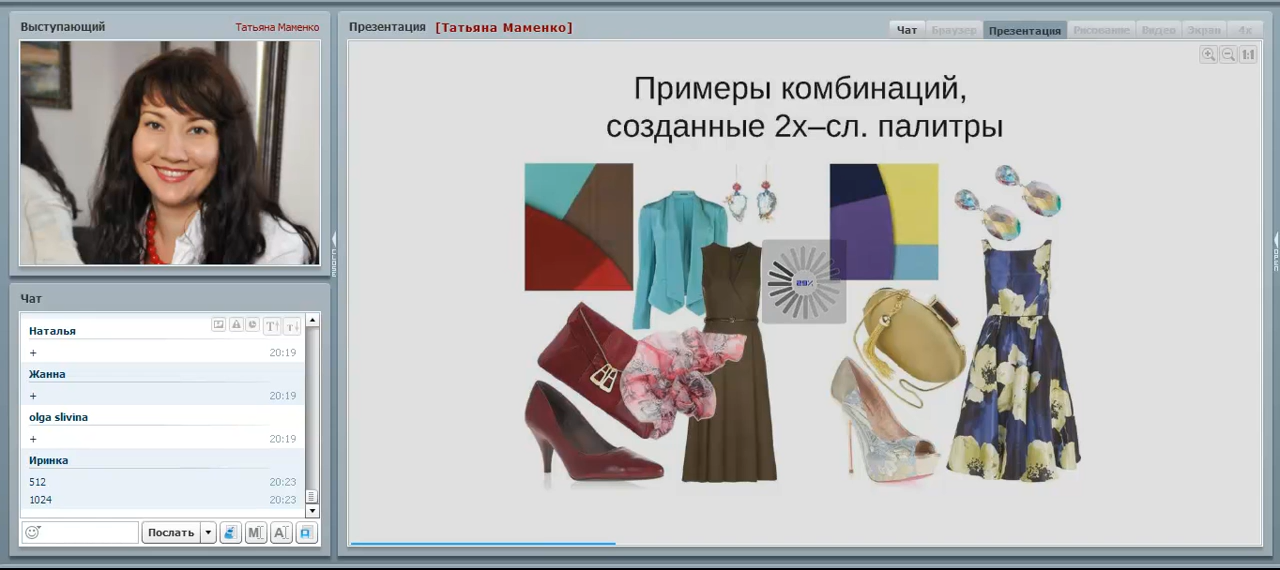 Выступающий
Татьяна Маменко
Чат
Наталья
+ 20:19
Жанна
+ 20:19
olga slivina
+ 20:19
Иринка
512 20:23
1024 20:23
Послать
Презентация [Татьяна Маменко]
Чат Браузер Презентация Рисование Видео Экран 4x
1:1
Примеры комбинаций,
созданные 2х–сл. палитры